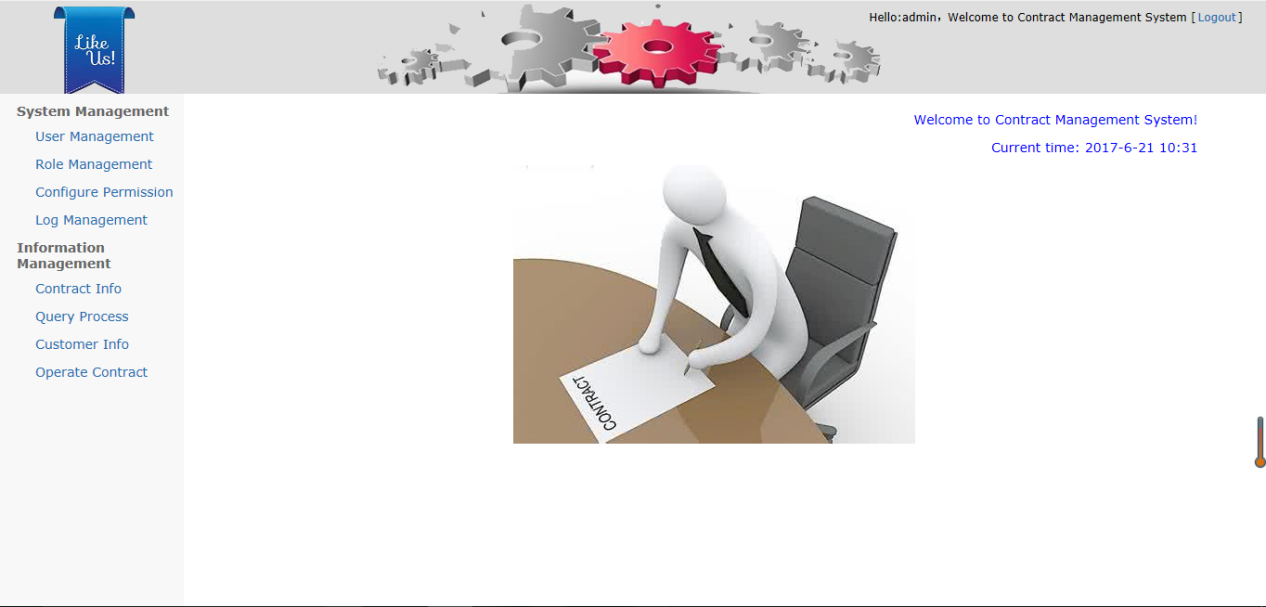 Like
Us!
Hello:admin，Welcome to Contract Management System [Logout]
System Management
User Management
Role Management
Configure Permission
Log Management
Information
Management
Contract Info
Query Process
Customer Info
Operate Contract
Welcome to Contract Management System!
Current time: 2017-6-21 10:31
CONTRACT